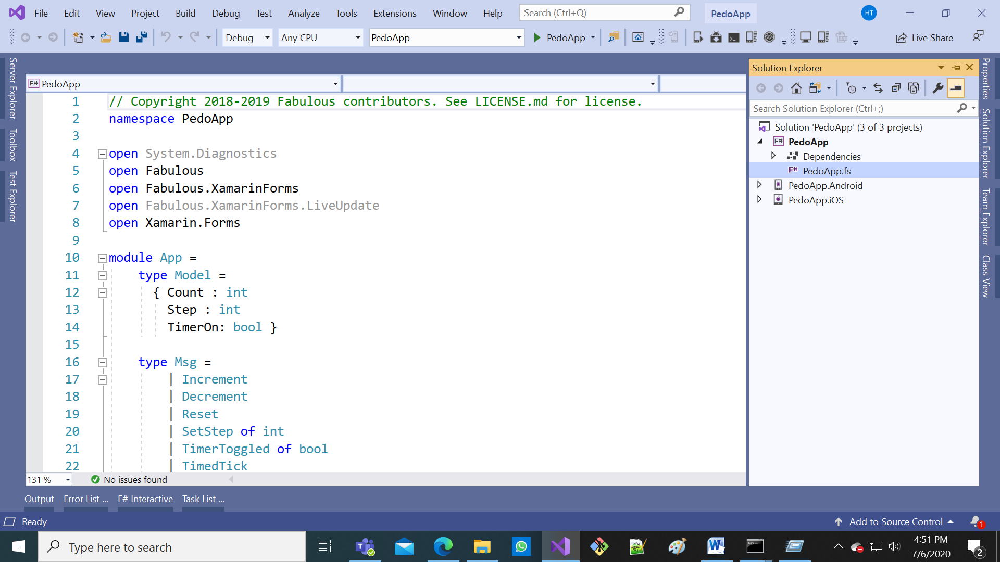 File Edit View Project Build Debug Test Analyze Tools Extensions Window Help Search (Ctrl+Q) PedoApp HT
Debug Any CPU PedoApp PedoApp Live Share
Server Explorer
Toolbox
Test Explorer
F# PedoApp
1 // Copyright 2018-2019 Fabulous contributors. See LICENSE.md for license.
2 namespace PedoApp
3
4 open System.Diagnostics
5 open Fabulous
6 open Fabulous.XamarinForms
7 open Fabulous.XamarinForms.LiveUpdate
8 open Xamarin.Forms
9
10 module App =
11 type Model =
12 { Count : int
13 Step : int
14 TimerOn: bool }
15
16 type Msg =
17 | Increment
18 | Decrement
19 | Reset
20 | SetStep of int
21 | TimerToggled of bool
22 | TimedTick
131 % No issues found
Solution Explorer
Search Solution Explorer (Ctrl+;)
Solution 'PedoApp' (3 of 3 projects)
F# PedoApp
Dependencies
F# PedoApp.fs
PedoApp.Android
PedoApp.iOS
Properties
Solution Explorer
Team Explorer
Class View
Output Error List ... F# Interactive Task List ...
Ready Add to Source Control 1
Type here to search
4:51 PM
7/6/2020
2